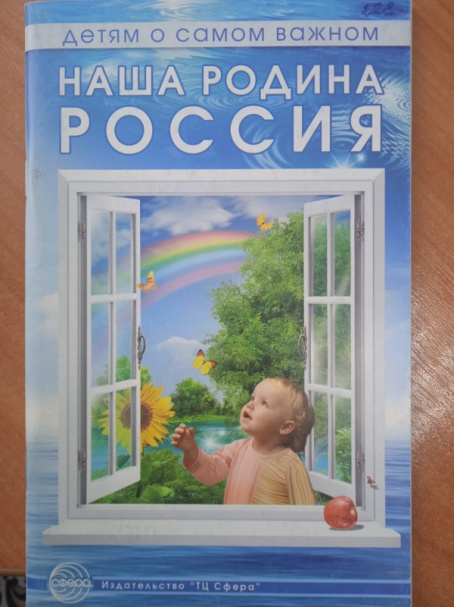 детям о самом важном
НАША РОДИНА
РОССИЯ
сфера
Издательство "ТЦ Сфера"